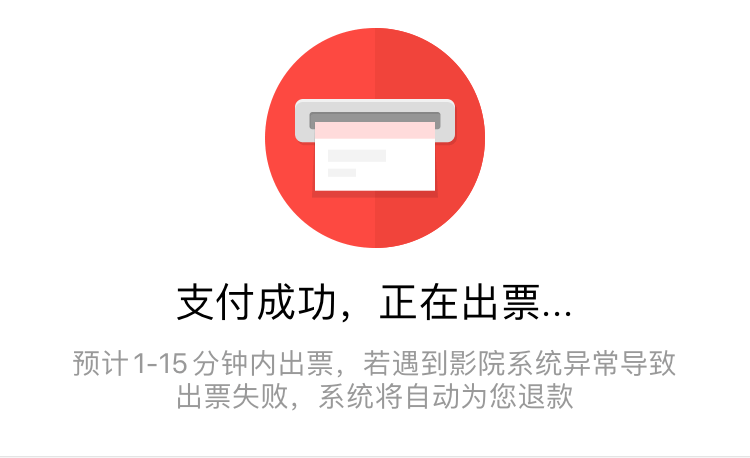 支付成功，正在出票...
预计1-15分钟内出票，若遇到影院系统异常导致
出票失败，系统将自动为您退款